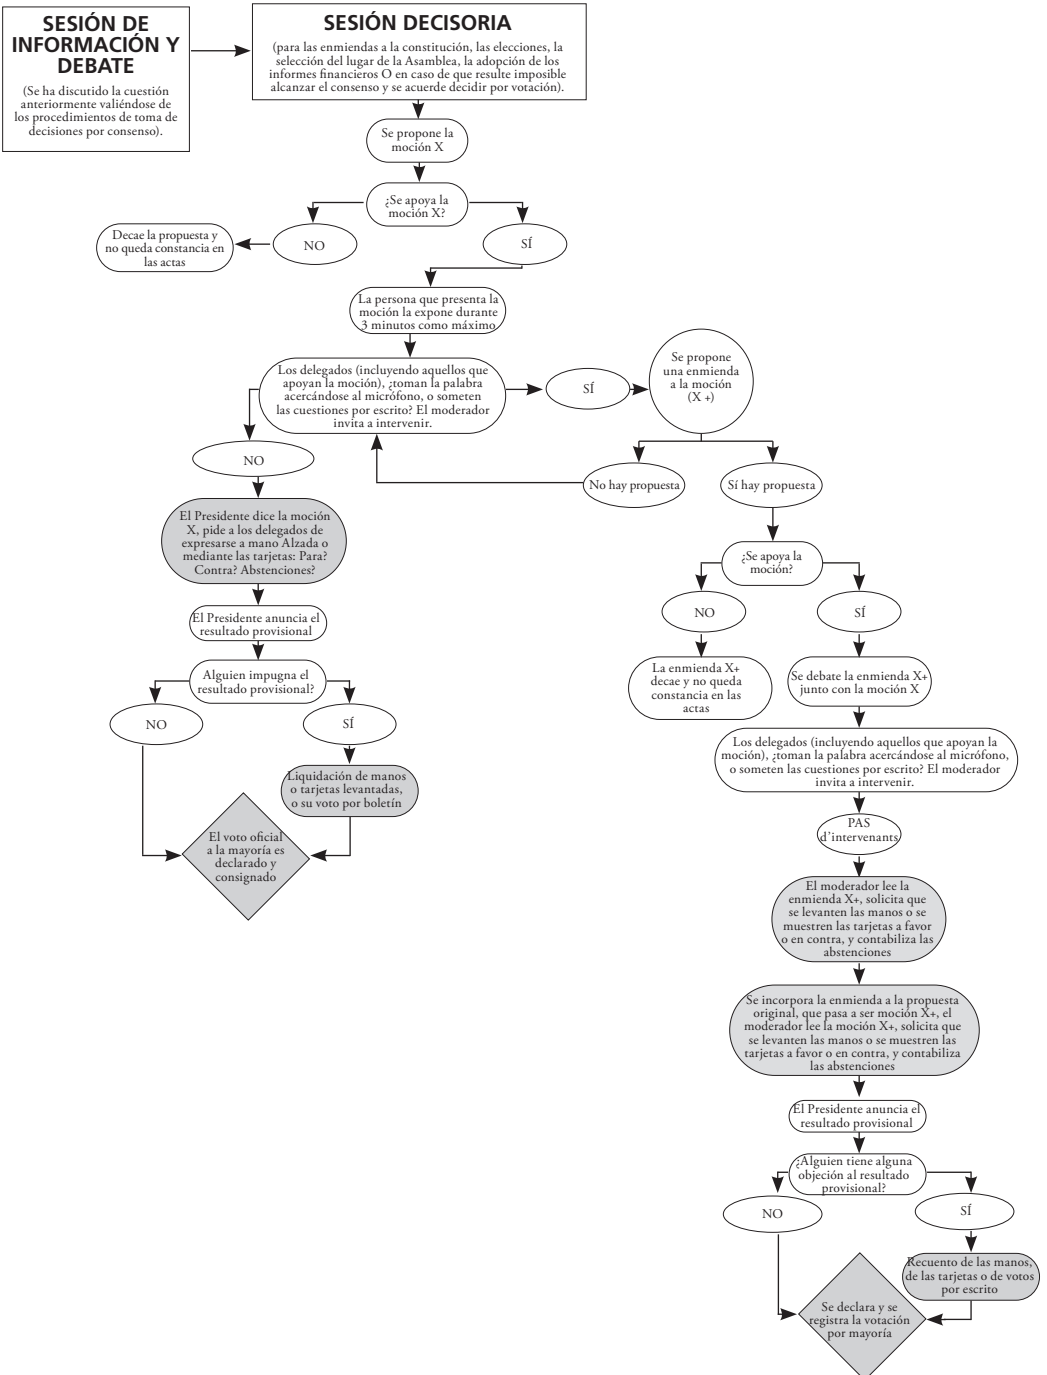 SESIÓN DE
INFORMACIÓN Y
DEBATE
(Se ha discutido la cuestión
anteriormente valiéndose de
los procedimientos de toma de
decisiones por consenso).
SESIÓN DECISORIA
(para las enmiendas a la constitución, las elecciones, la
selección del lugar de la Asamblea, la adopción de los
informes financieros O en caso de que resulte imposible
alcanzar el consenso y se acuerde decidir por votación).
Se propone la
moción X
¿Se apoya la
moción X?
Decae la propuesta y
no queda constancia en
las actas
NO
SÍ
La persona que presenta la
moción la expone durante
3 minutos como máximo
Los delegados (incluyendo aquellos que
apoyan la moción), ¿toman la palabra
acercándose al micrófono, o someten
las cuestiones por escrito? El moderador
invita a intervenir.
SÍ
Se propone
una enmienda
a la moción
(X +)
NO
No hay propuesta
Sí hay propuesta
El Presidente dice la moción
X, pide a los delegados de
expresarse a mano Alzada o
mediante las tarjetas: Para?
Contra? Abstenciones?
¿Se apoya la
moción?
NO
SÍ
El Presidente anuncia el
resultado provisional
Alguien impugna el
resultado provisional?
La enmienda X+
decae y no queda
constancia en las
actas
Se debate la enmienda X+
junto con la moción X
NO
SÍ
Los delegados (incluyendo aquellos que apoyan la
moción), ¿toman la palabra acercándose al micrófono,
o someten las cuestiones por escrito? El moderador
invita a intervenir.
Liquidación de manos
o tarjetas levantadas,
o su voto por boletín
El voto oficial
a la mayoría es
declarado y
consignado
PAS
d'intervenants
El moderador lee la
enmienda X+, solicita que
se levanten las manos o se
muestren las tarjetas a favor
o en contra, y contabiliza las
abstenciones
Se incorpora la enmienda a la propuesta
original, que pasa a ser moción X+, el
moderador lee la moción X+, solicita que
se levanten las manos o se muestren las
tarjetas a favor o en contra, y contabiliza
las abstenciones
El Presidente anuncia el
resultado provisional
¿Alguien tiene alguna
objeción al resultado
provisional?
NO
SÍ
Recuento de las manos,
de las tarjetas o de votos
por escrito
Se declara y se
registra la votación
por mayoría